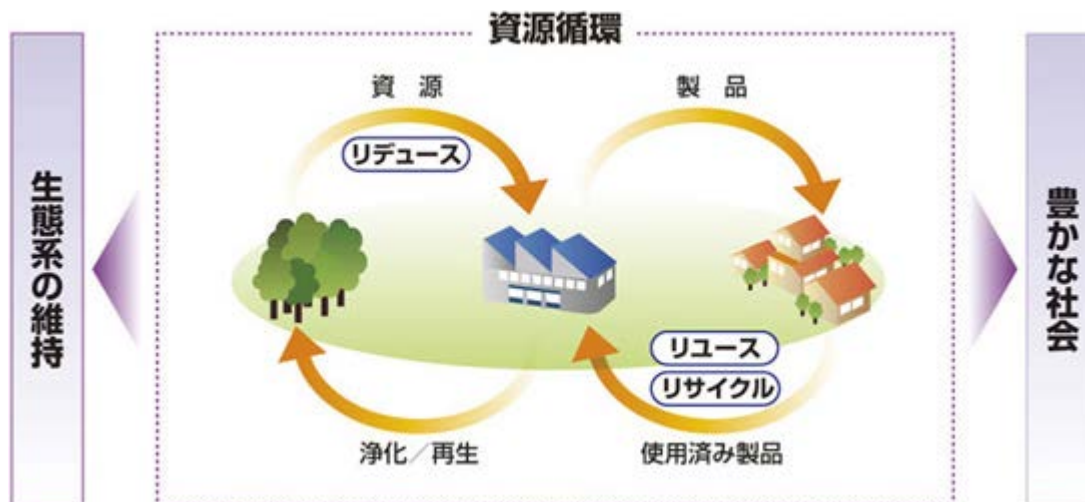 資源循環
資 源
製 品
リデュース
生態系の維持
豊かな社会
リユース
リサイクル
浄化／再生
使用済み製品